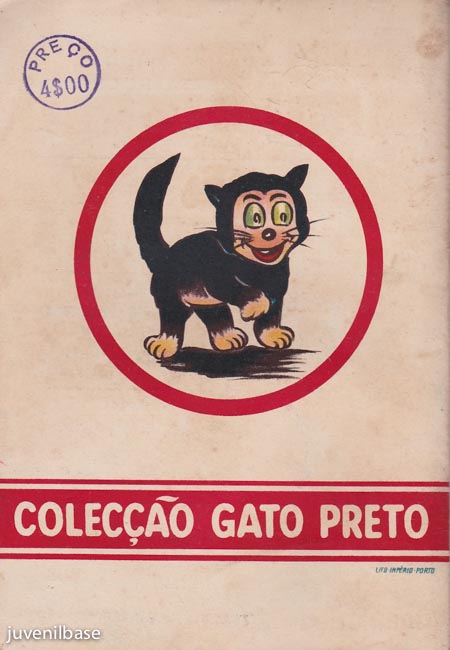 PREÇO
4$00
COLECÇÃO GATO PRETO
LITO-IMPÉRIO-PORTO
juvenilbase